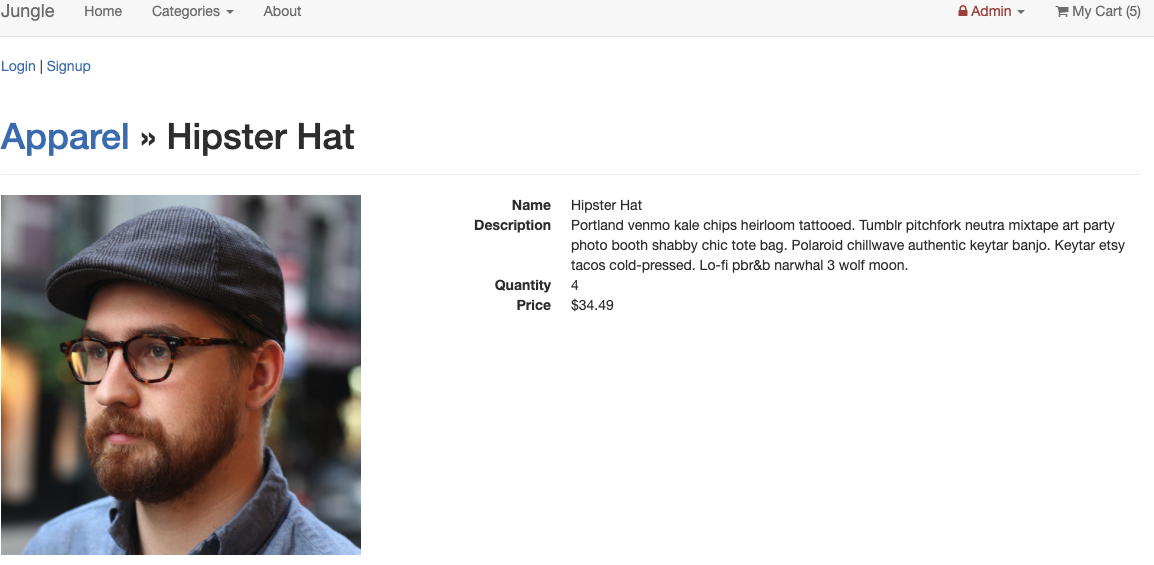 Jungle Home Categories About Admin My Cart (5)
Login | Signup
Apparel » Hipster Hat
Name Hipster Hat
Description Portland venmo kale chips heirloom tattooed. Tumblr pitchfork neutra mixtape art party
photo booth shabby chic tote bag. Polaroid chillwave authentic keytar banjo. Keytar etsy
tacos cold-pressed. Lo-fi pbr&b narwhal 3 wolf moon.
Quantity 4
Price $34.49